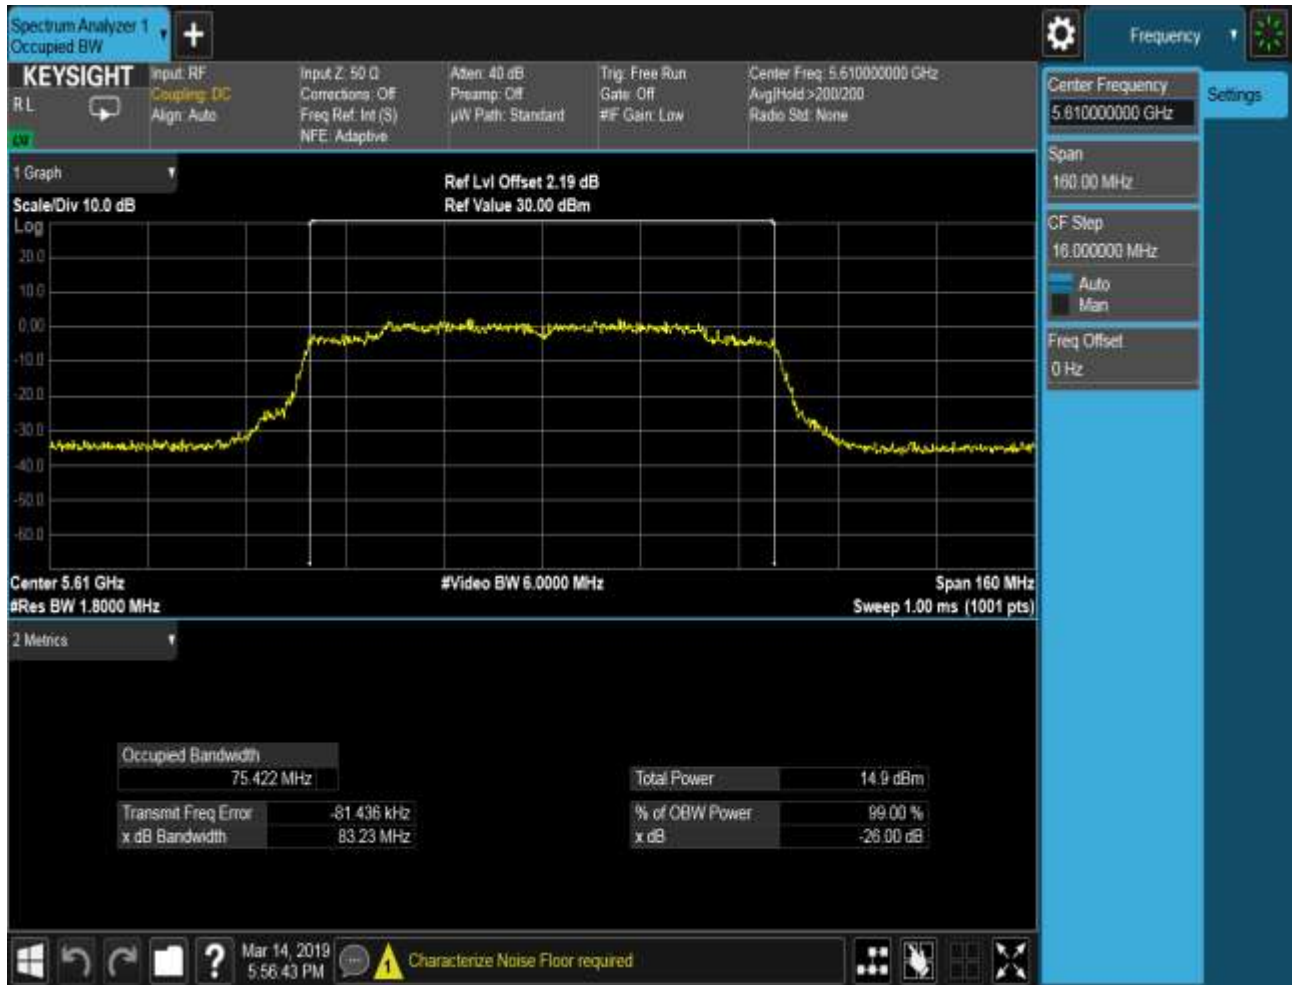 Spectrum Analyzer 1
Occupied BW
Frequency
KEYSIGHT
R L
Input: RF
Coupling: DC
Align: Auto
Input Z: 50 Ω
Corrections: Off
Freq Ref: Int (S)
NFE: Adaptive
Atten: 40 dB
Preamp: Off
µW Path: Standard
Trig: Free Run
Gate: Off
#IF Gain: Low
Center Freq: 5.610000000 GHz
Avg|Hold:>200/200
Radio Std: None
Center Frequency
5.610000000 GHz
Settings
Span
160.00 MHz
CF Step
16.000000 MHz
Auto
Man
Freq Offset
0 Hz
1 Graph
Scale/Div 10.0 dB
Ref Lvl Offset 2.19 dB
Ref Value 30.00 dBm
Log
20.0
10.0
0.00
-10.0
-20.0
-30.0
-40.0
-50.0
-60.0
Center 5.61 GHz
#Video BW 6.0000 MHz
Span 160 MHz
#Res BW 1.8000 MHz
Sweep 1.00 ms (1001 pts)
2 Metrics
Occupied Bandwidth
75.422 MHz
Total Power 14.9 dBm
Transmit Freq Error -81.436 kHz
% of OBW Power 99.00 %
x dB Bandwidth 83.23 MHz
x dB -26.00 dB
?
Mar 14, 2019
5:56:43 PM
1
Characterize Noise Floor required